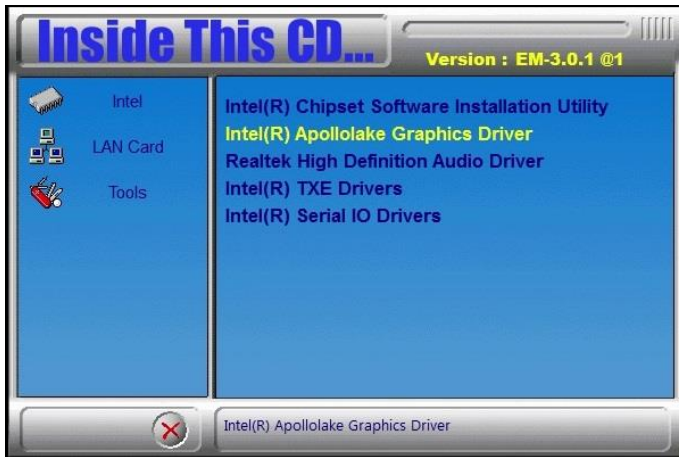 Inside This CD...
Version : EM-3.0.1 @1
Intel
LAN Card
Tools
Intel(R) Chipset Software Installation Utility
Intel(R) Apollolake Graphics Driver
Realtek High Definition Audio Driver
Intel(R) TXE Drivers
Intel(R) Serial IO Drivers
Intel(R) Apollolake Graphics Driver